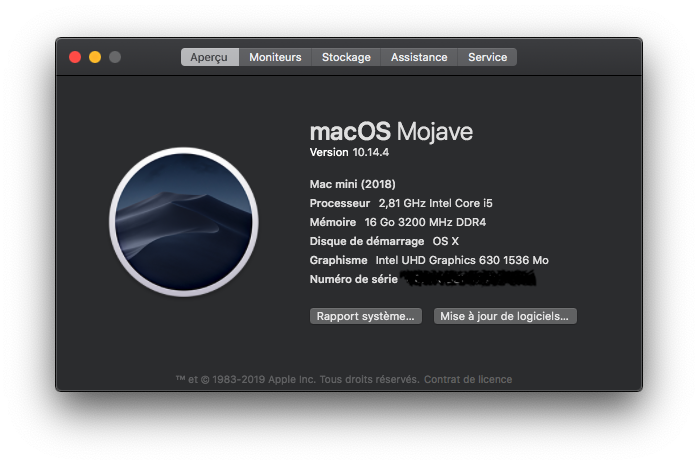 Aperçu Moniteurs Stockage Assistance Service
macOS Mojave
Version 10.14.4
Mac mini (2018)
Processeur 2,81 GHz Intel Core i5
Mémoire 16 Go 3200 MHz DDR4
Disque de démarrage OS X
Graphisme Intel UHD Graphics 630 1536 Mo
Numéro de série
Rapport système... Mise à jour de logiciels...
™ et © 1983-2019 Apple Inc. Tous droits réservés. Contrat de licence